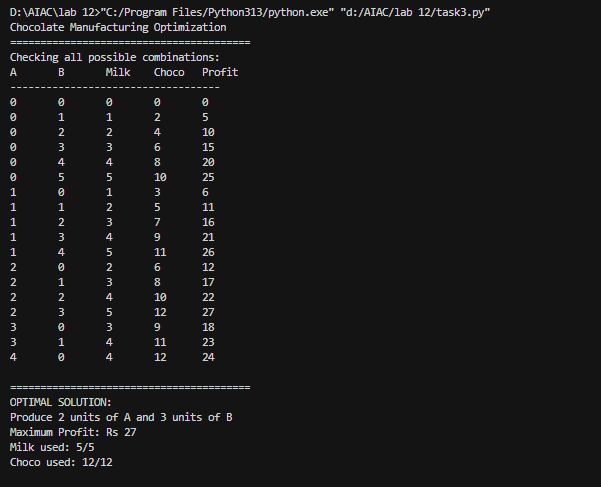 D:\AIAC\lab 12>"C:/Program Files/Python313/python.exe" "d:/AIAC/lab 12/task3.py"
Chocolate Manufacturing Optimization
========================================
Checking all possible combinations:
A B Milk Choco Profit
-----------------------------------
0 0 0 0 0
0 1 1 2 5
0 2 2 4 10
0 3 3 6 15
0 4 4 8 20
0 5 5 10 25
1 0 1 3 6
1 1 2 5 11
1 2 3 7 16
1 3 4 9 21
1 4 5 11 26
2 0 2 6 12
2 1 3 8 17
2 2 4 10 22
2 3 5 12 27
3 0 3 9 18
3 1 4 11 23
4 0 4 12 24
========================================
OPTIMAL SOLUTION:
Produce 2 units of A and 3 units of B
Maximum Profit: Rs 27
Milk used: 5/5
Choco used: 12/12